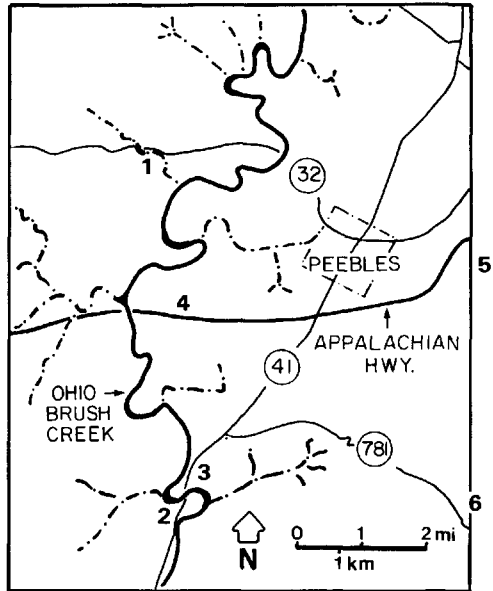 1
32
PEEBLES
5
4
APPALACHIAN
HWY.
41
OHIO
BRUSH
CREEK
781
3
2
6
N
0 1 2 mi
1 km